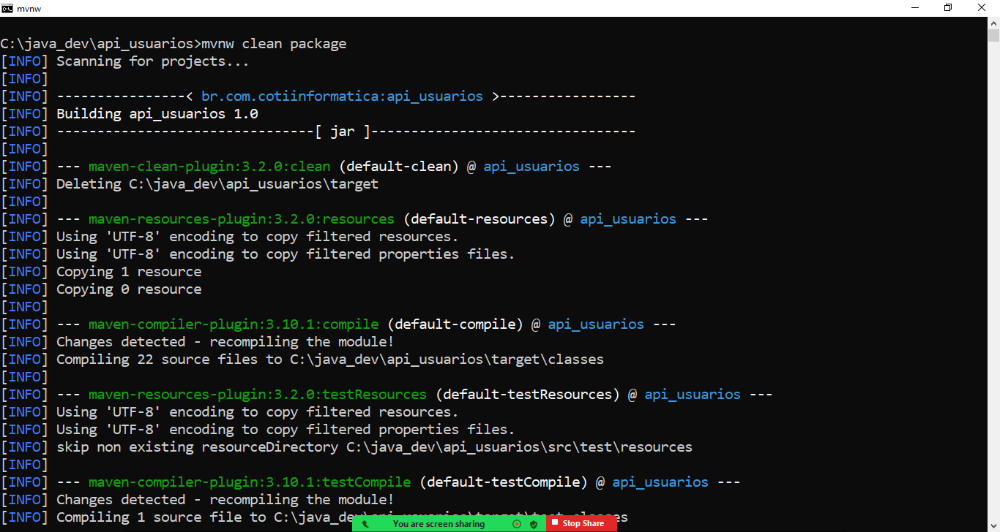 mvnw
C:\java_dev\api_usuarios>mvnw clean package
[INFO] Scanning for projects...
[INFO]
[INFO] ----------------< br.com.cotiinformatica:api_usuarios >-----------------
[INFO] Building api_usuarios 1.0
[INFO] --------------------------------[ jar ]---------------------------------
[INFO]
[INFO] --- maven-clean-plugin:3.2.0:clean (default-clean) @ api_usuarios ---
[INFO] Deleting C:\java_dev\api_usuarios\target
[INFO]
[INFO] --- maven-resources-plugin:3.2.0:resources (default-resources) @ api_usuarios ---
[INFO] Using 'UTF-8' encoding to copy filtered resources.
[INFO] Using 'UTF-8' encoding to copy filtered properties files.
[INFO] Copying 1 resource
[INFO] Copying 0 resource
[INFO]
[INFO] --- maven-compiler-plugin:3.10.1:compile (default-compile) @ api_usuarios ---
[INFO] Changes detected - recompiling the module!
[INFO] Compiling 22 source files to C:\java_dev\api_usuarios\target\classes
[INFO]
[INFO] --- maven-resources-plugin:3.2.0:testResources (default-testResources) @ api_usuarios ---
[INFO] Using 'UTF-8' encoding to copy filtered resources.
[INFO] Using 'UTF-8' encoding to copy filtered properties files.
[INFO] skip non existing resourceDirectory C:\java_dev\api_usuarios\src\test\resources
[INFO]
[INFO] --- maven-compiler-plugin:3.10.1:testCompile (default-testCompile) @ api_usuarios ---
[INFO] Changes detected - recompiling the module!
[INFO] Compiling 1 source file to
You are screen sharing Stop Share